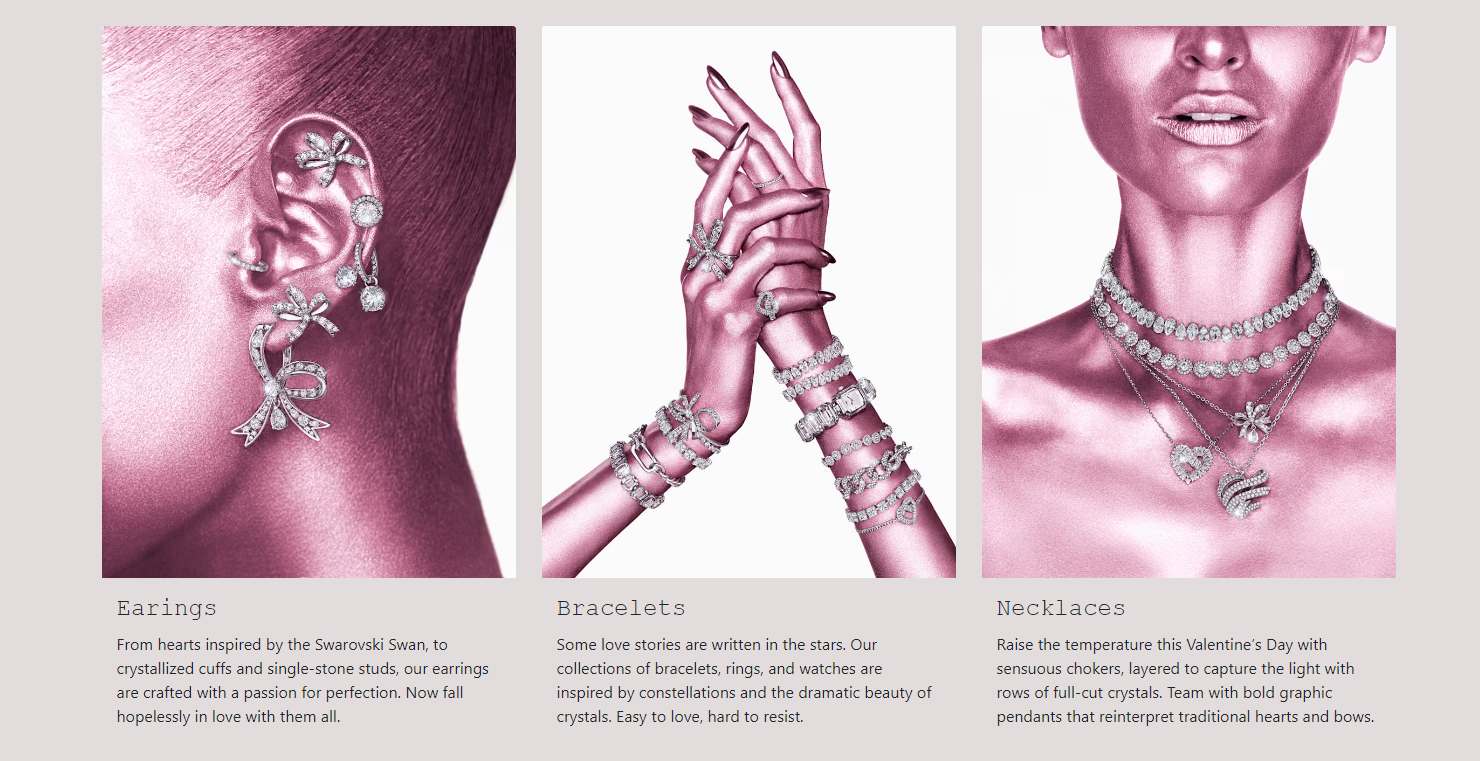 Earings
From hearts inspired by the Swarovski Swan, to
crystallized cuffs and single-stone studs, our earrings
are crafted with a passion for perfection. Now fall
hopelessly in love with them all.
Bracelets
Some love stories are written in the stars. Our
collections of bracelets, rings, and watches are
inspired by constellations and the dramatic beauty of
crystals. Easy to love, hard to resist.
Necklaces
Raise the temperature this Valentine’s Day with
sensuous chokers, layered to capture the light with
rows of full-cut crystals. Team with bold graphic
pendants that reinterpret traditional hearts and bows.